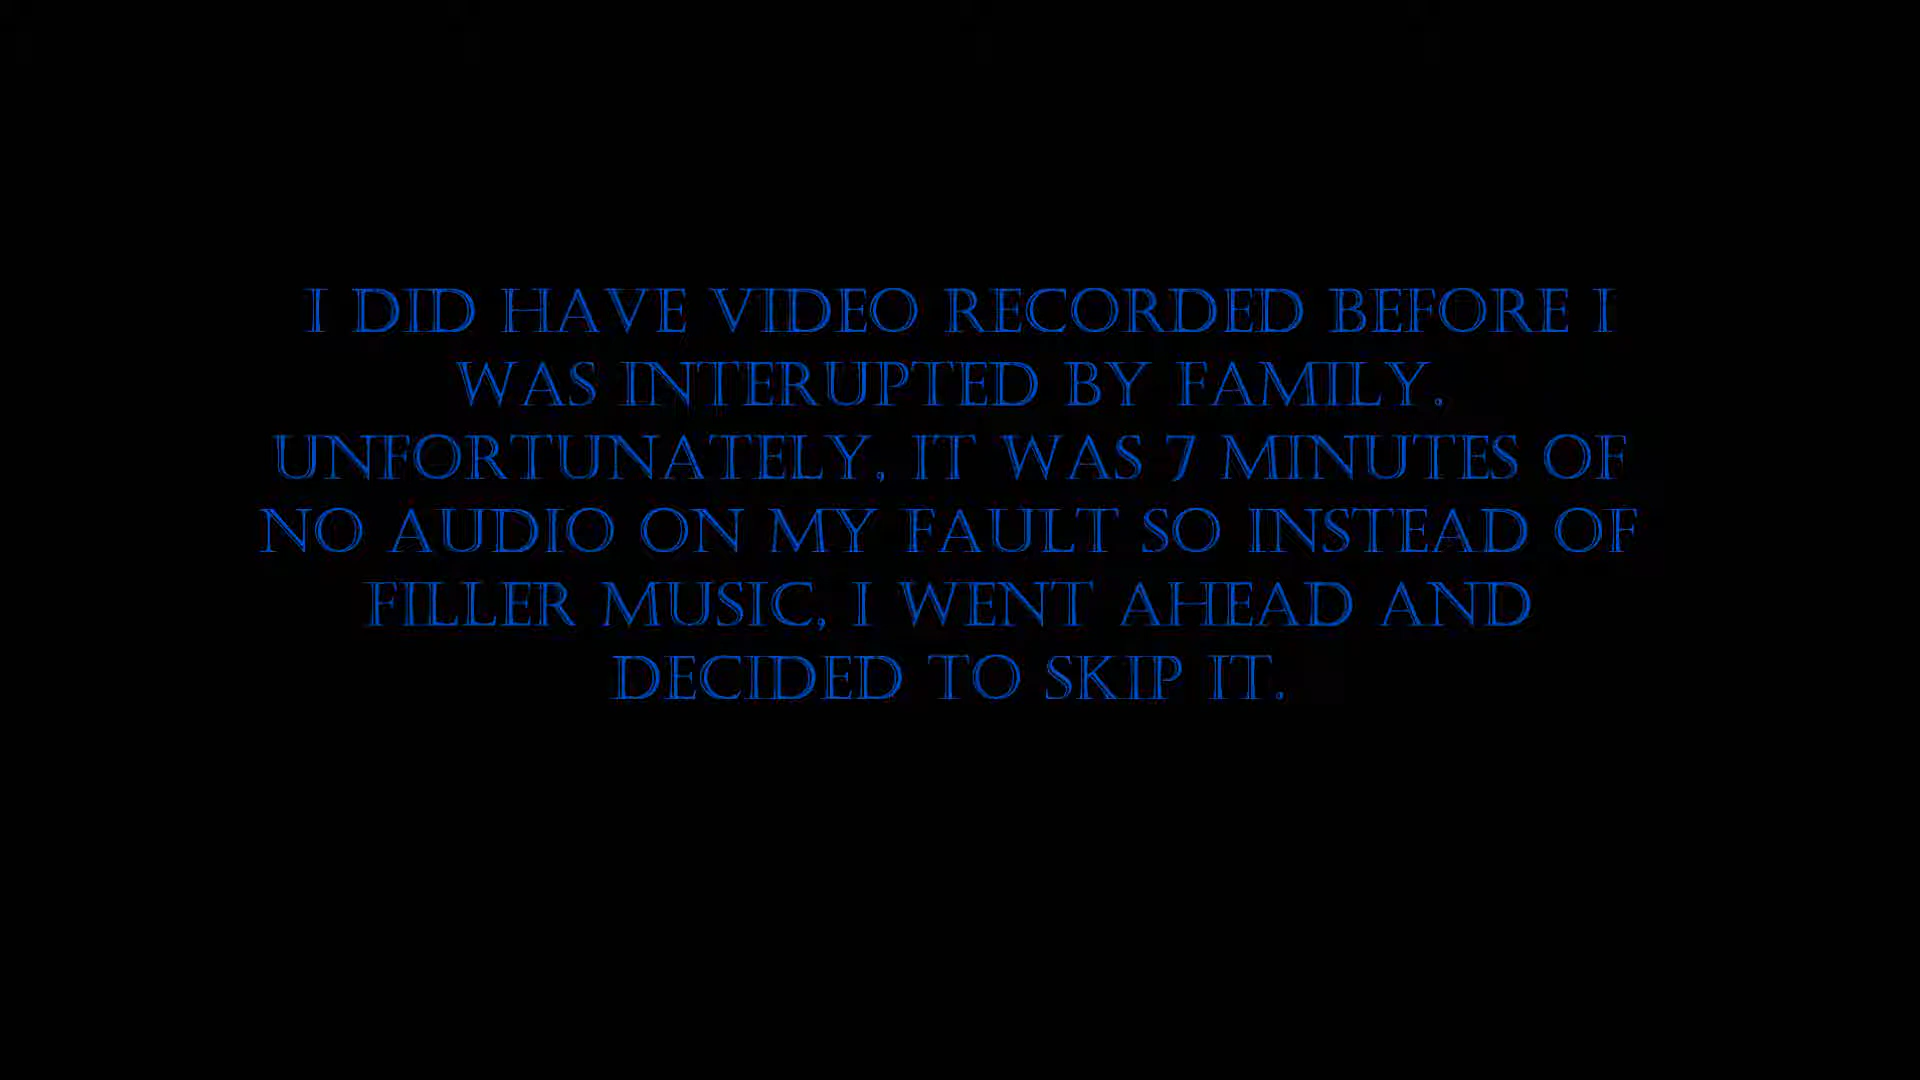 I DID HAVE VIDEO RECORDED BEFORE I
WAS INTERUPTED BY FAMILY.
UNFORTUNATELY, IT WAS 7 MINUTES OF
NO AUDIO ON MY FAULT SO INSTEAD OF
FILLER MUSIC, I WENT AHEAD AND
DECIDED TO SKIP IT.